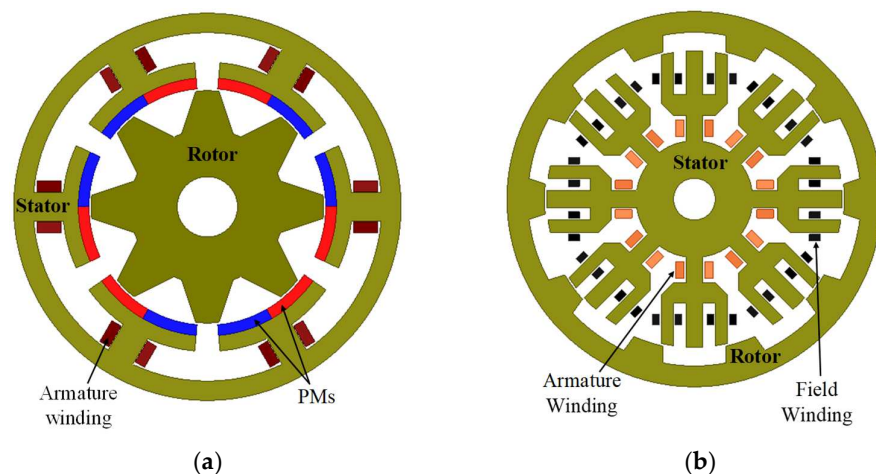 Rotor
Stator
Armature
winding
PMs
(a)
Stator
Rotor
Armature
Winding
Field
Winding
(b)